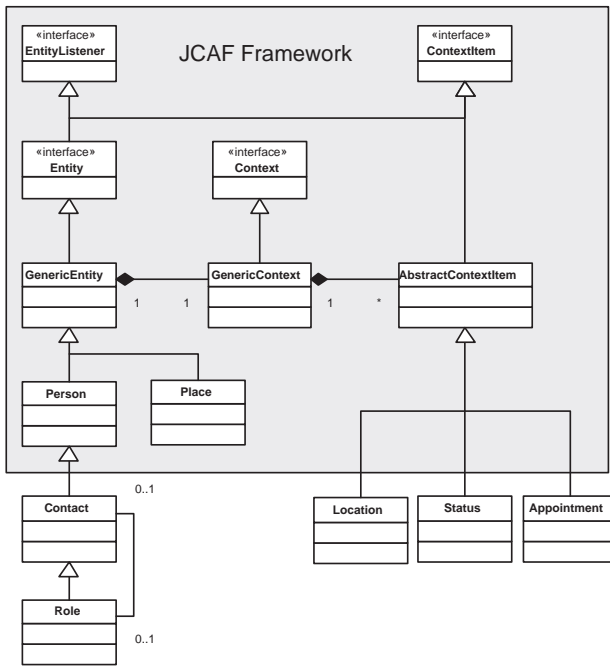 «interface»
EntityListener
JCAF Framework
«interface»
ContextItem
«interface»
Entity
«interface»
Context
GenericEntity
GenericContext
AbstractContextItem
1
1
1
*
Person
Place
0..1
Contact
Location
Status
Appointment
Role
0..1